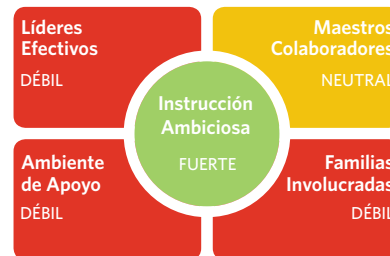 Líderes
Efectivos
DÉBIL
Maestros
Colaboradores
NEUTRAL
Instrucción
Ambiciosa
FUERTE
Ambiente
de Apoyo
DÉBIL
Familias
Involucradas
DÉBIL